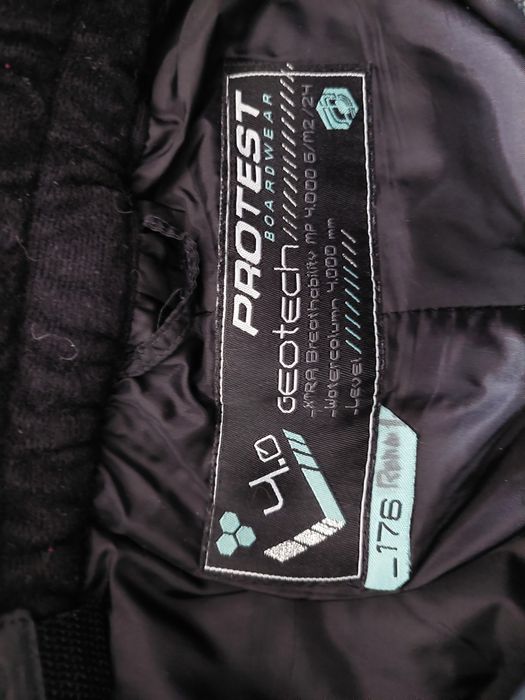 PROTEST
BOARDWEAR
GEOTECH
-XTRA Breathability MP 4.000 G/M2/24
-Watercolumn 4.000 mm
-Level
4.0
-176